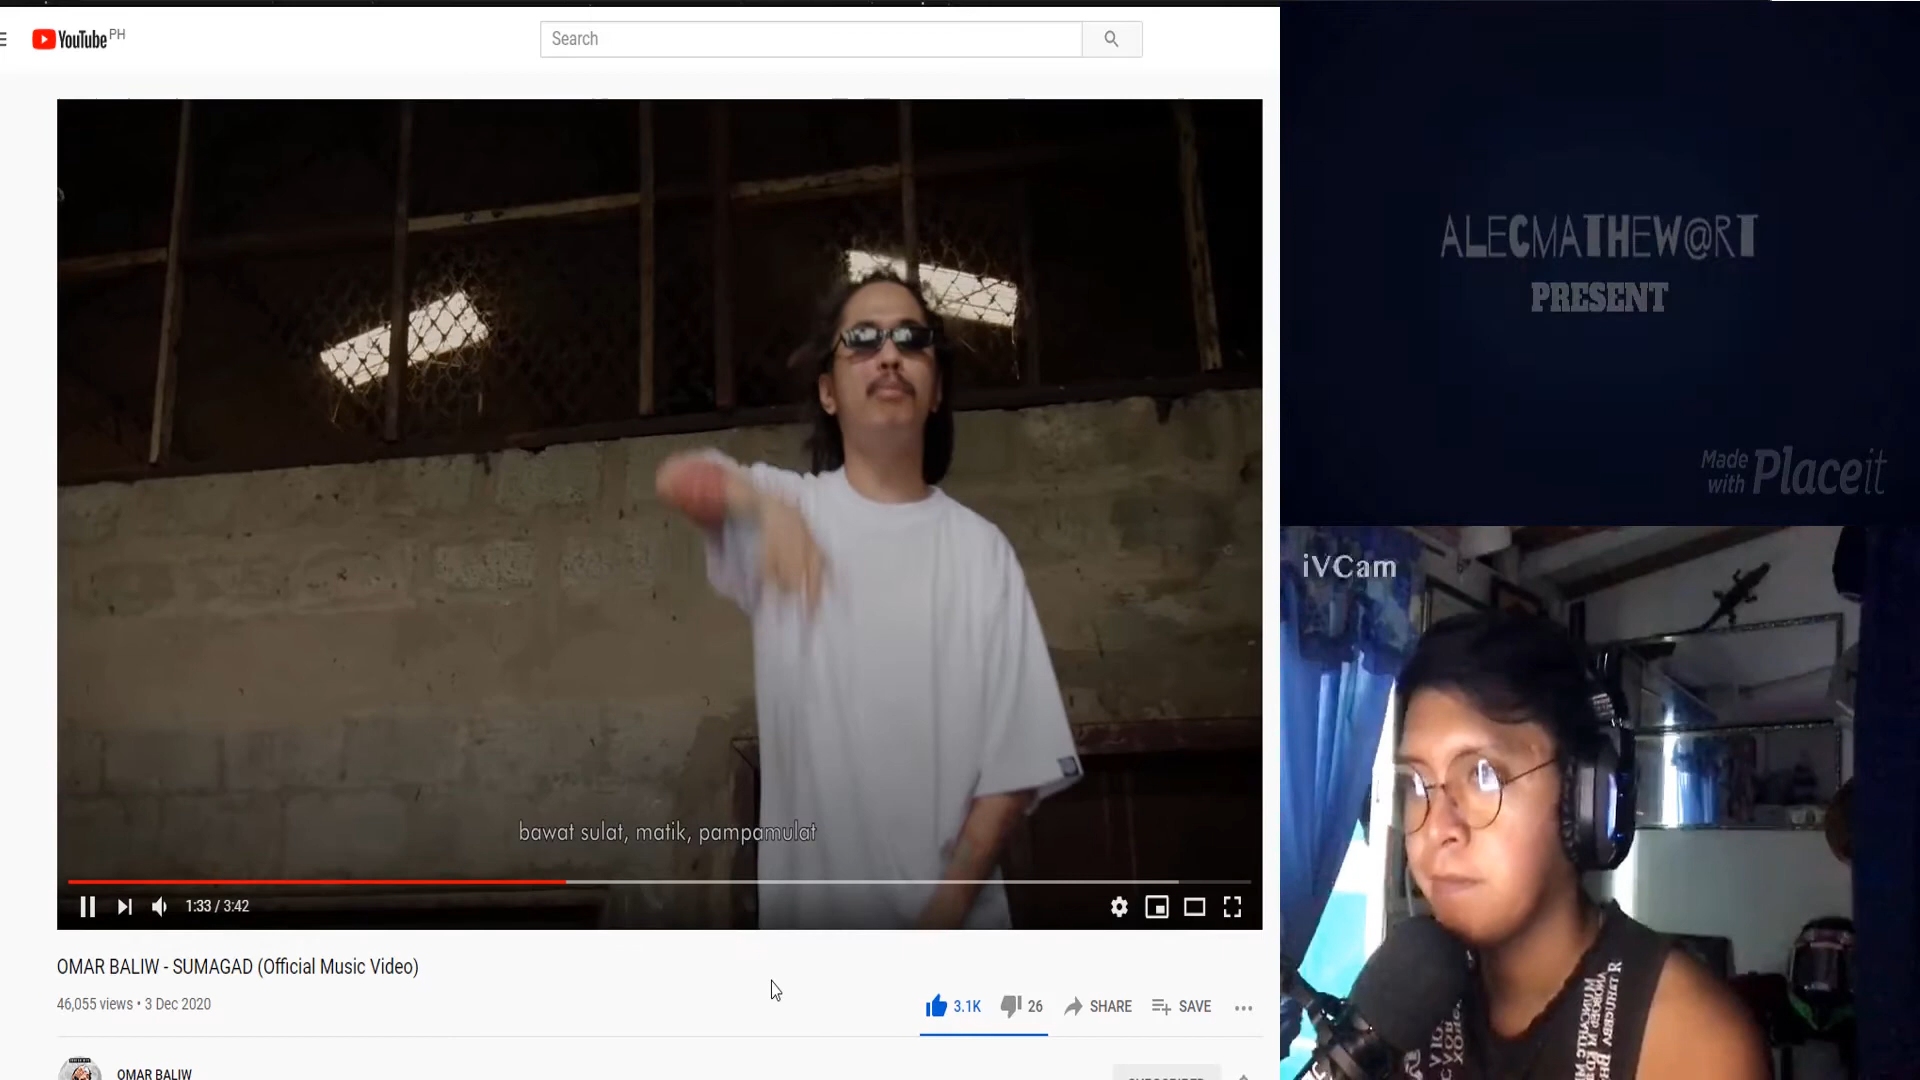 YouTube PH
Search
bawat sulat, matik, pampamulat
1:33 / 3:42
OMAR BALIW - SUMAGAD (Official Music Video)
46,055 views • 3 Dec 2020
3.1K
26
SHARE
SAVE
OMAR BALIW
ALECMATHEW@RT
PRESENT
Made with Placeit
iVCam